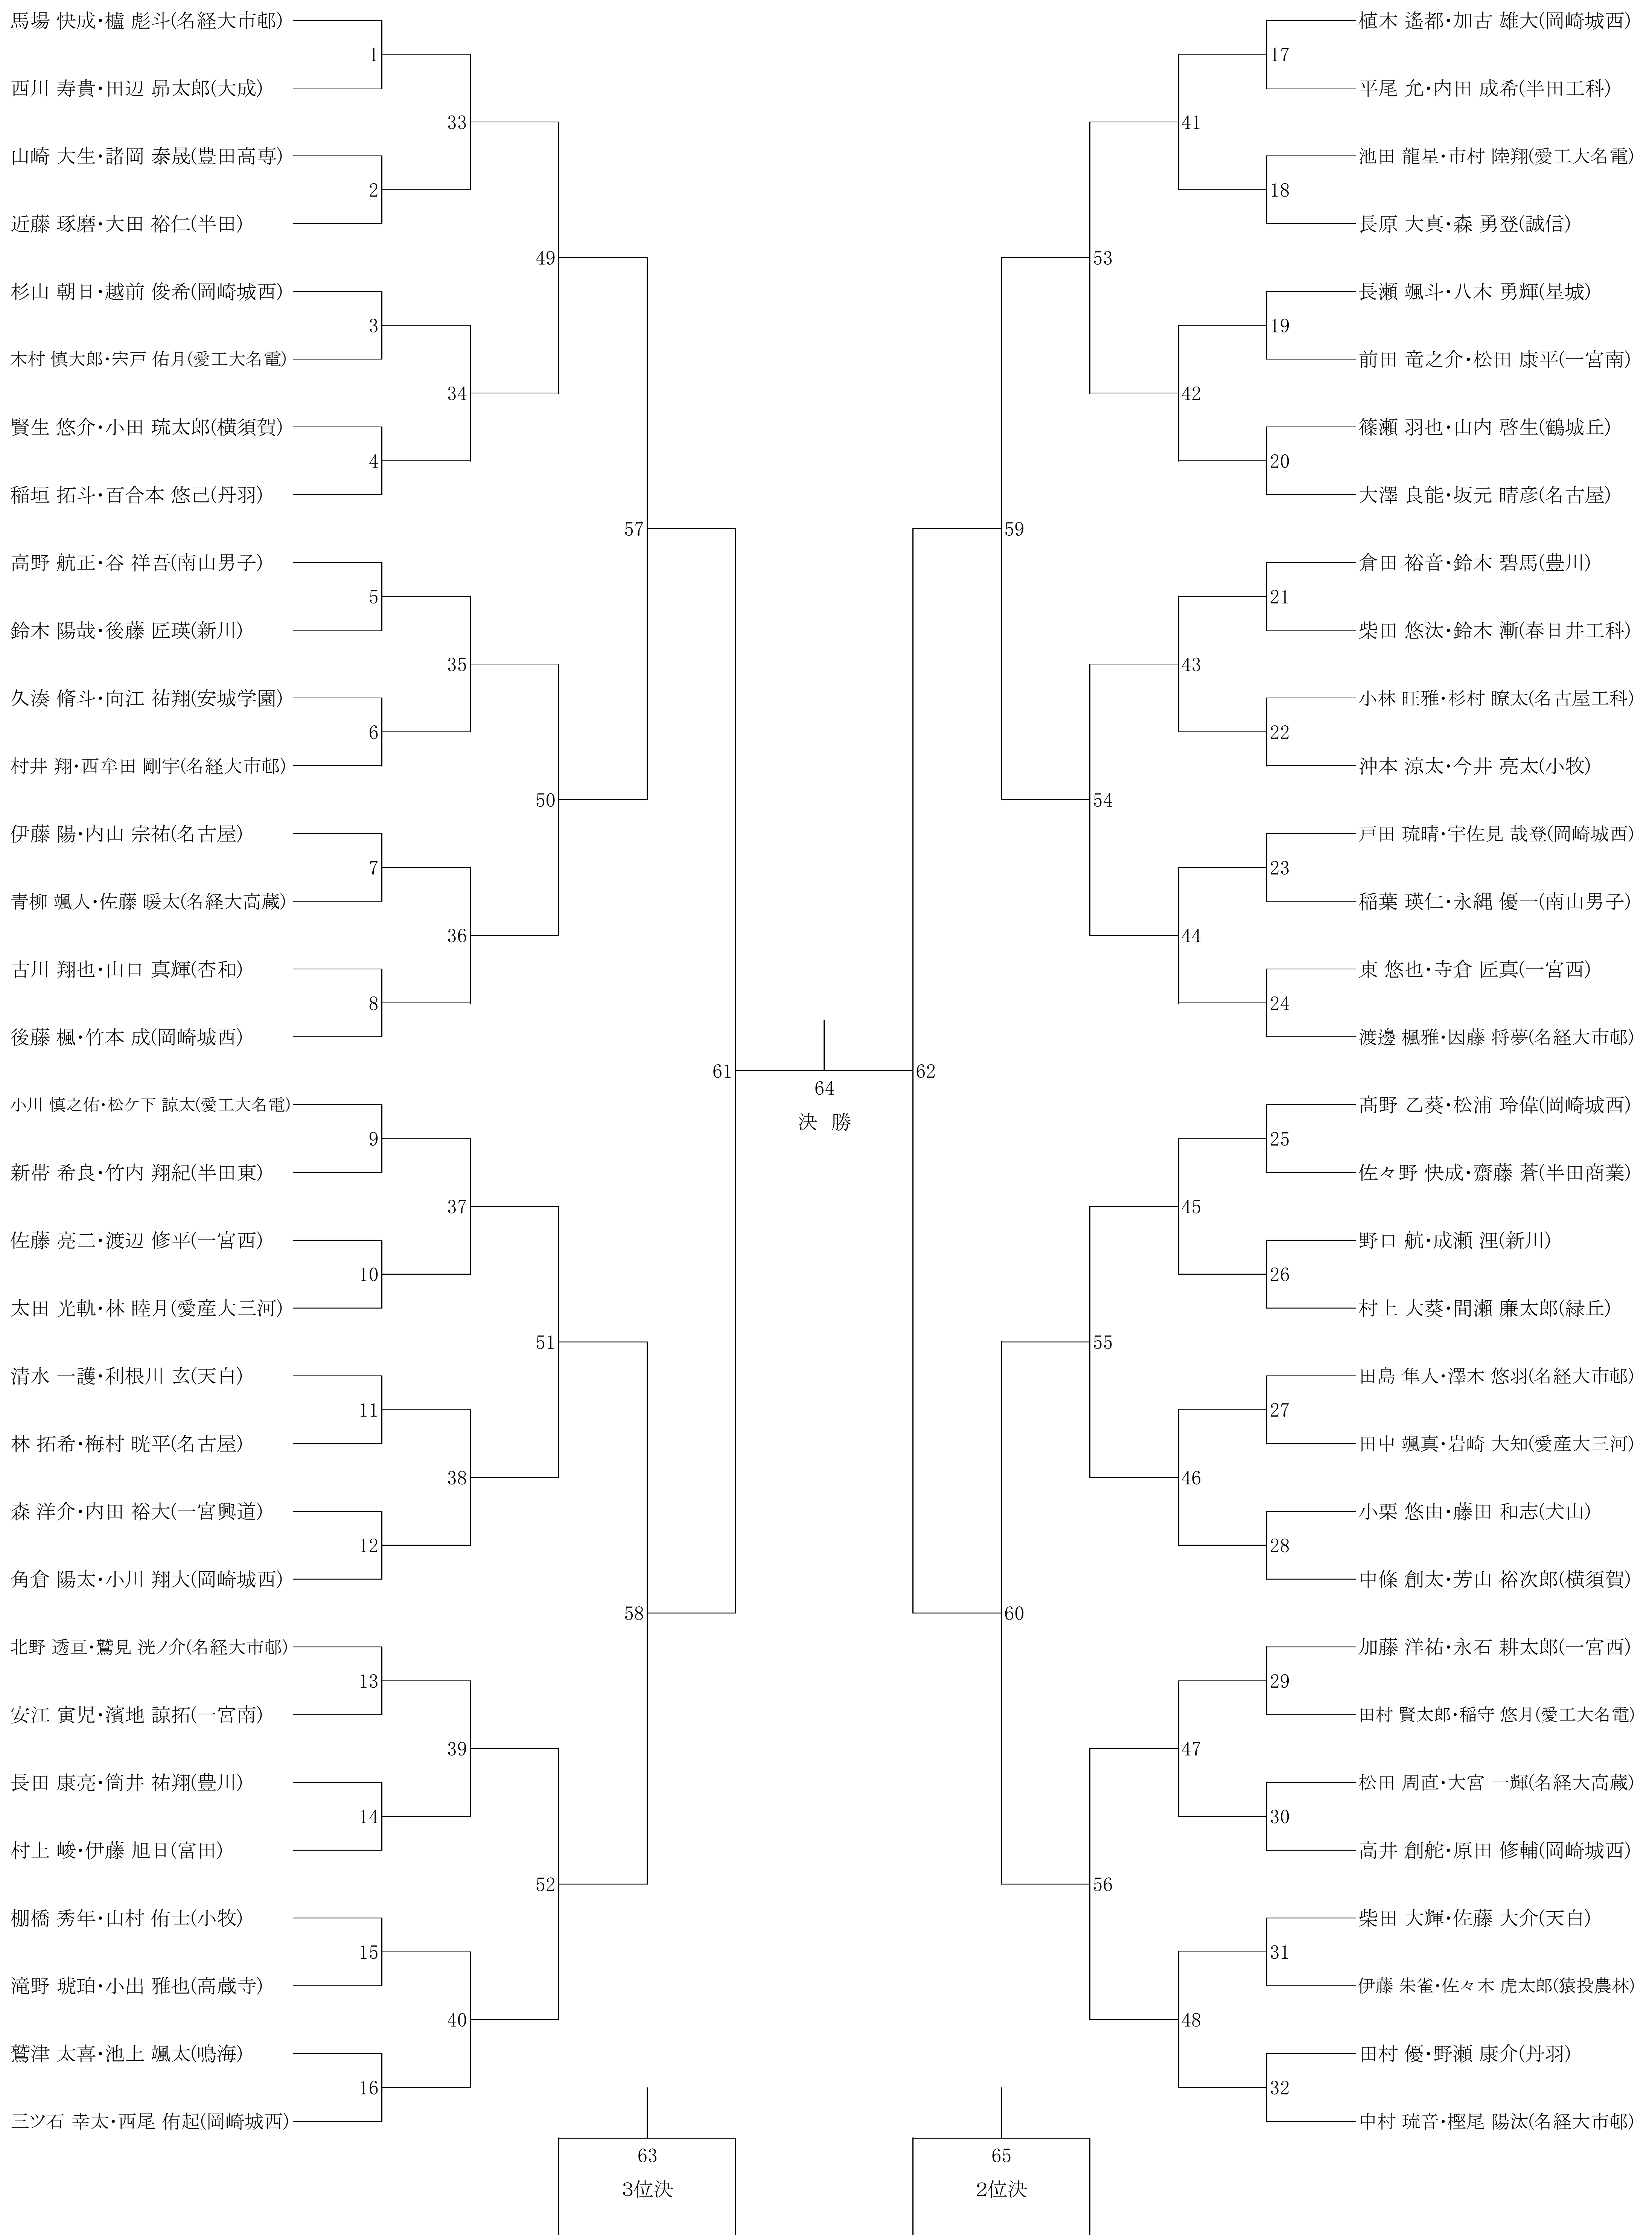 馬場 快成・櫨 彪斗(名経大市邨)
1
西川 寿貴・田辺 昴太郎(大成)
33
山崎 大生・諸岡 泰晟(豊田高専)
2
近藤 琢磨・大田 裕仁(半田)
49
杉山 朝日・越前 俊希(岡崎城西)
3
木村 慎大郎・宍戸 佑月(愛工大名電)
34
賢生 悠介・小田 琉太郎(横須賀)
4
稲垣 拓斗・百合本 悠己(丹羽)
57
高野 航正・谷 祥吾(南山男子)
5
鈴木 陽哉・後藤 匠瑛(新川)
35
久湊 脩斗・向江 祐翔(安城学園)
6
村井 翔・西牟田 剛宇(名経大市邨)
50
伊藤 陽・内山 宗祐(名古屋)
7
青柳 颯人・佐藤 暖太(名経大高蔵)
36
古川 翔也・山口 真輝(杏和)
8
後藤 楓・竹本 成(岡崎城西)
61
小川 慎之佑・松ケ下 諒太(愛工大名電)
9
新帯 希良・竹内 翔紀(半田東)
37
佐藤 亮二・渡辺 修平(一宮西)
10
太田 光軌・林 睦月(愛産大三河)
51
清水 一護・利根川 玄(天白)
11
林 拓希・梅村 晄平(名古屋)
38
森 洋介・内田 裕大(一宮興道)
12
角倉 陽太・小川 翔大(岡崎城西)
58
北野 透亘・鷲見 洸ノ介(名経大市邨)
13
安江 寅児・濱地 諒拓(一宮南)
39
長田 康亮・筒井 祐翔(豊川)
14
村上 峻・伊藤 旭日(富田)
52
棚橋 秀年・山村 侑士(小牧)
15
滝野 琥珀・小出 雅也(高蔵寺)
40
鷲津 太喜・池上 颯太(鳴海)
16
三ツ石 幸太・西尾 侑起(岡崎城西)
64
決 勝
植木 遙都・加古 雄大(岡崎城西)
17
平尾 允・内田 成希(半田工科)
41
池田 龍星・市村 陸翔(愛工大名電)
18
長原 大真・森 勇登(誠信)
53
長瀬 颯斗・八木 勇輝(星城)
19
前田 竜之介・松田 康平(一宮南)
42
篠瀬 羽也・山内 啓生(鶴城丘)
20
大澤 良能・坂元 晴彦(名古屋)
59
倉田 裕音・鈴木 碧馬(豊川)
21
柴田 悠汰・鈴木 漸(春日井工科)
43
小林 旺雅・杉村 瞭太(名古屋工科)
22
沖本 涼太・今井 亮太(小牧)
54
戸田 琉晴・宇佐見 哉登(岡崎城西)
23
稲葉 瑛仁・永縄 優一(南山男子)
44
東 悠也・寺倉 匠真(一宮西)
24
渡邊 楓雅・因藤 将夢(名経大市邨)
62
髙野 乙葵・松浦 玲偉(岡崎城西)
25
佐々野 快成・齋藤 蒼(半田商業)
45
野口 航・成瀬 浬(新川)
26
村上 大葵・間瀬 廉太郎(緑丘)
55
田島 隼人・澤木 悠羽(名経大市邨)
27
田中 颯真・岩崎 大知(愛産大三河)
46
小栗 悠由・藤田 和志(犬山)
28
中條 創太・芳山 裕次郎(横須賀)
60
加藤 洋祐・永石 耕太郎(一宮西)
29
田村 賢太郎・稲守 悠月(愛工大名電)
47
松田 周直・大宮 一輝(名経大高蔵)
30
高井 創舵・原田 修輔(岡崎城西)
56
柴田 大輝・佐藤 大介(天白)
31
伊藤 朱雀・佐々木 虎太郎(猿投農林)
48
田村 優・野瀬 康介(丹羽)
32
中村 琉音・樫尾 陽汰(名経大市邨)
63
3位決
65
2位決